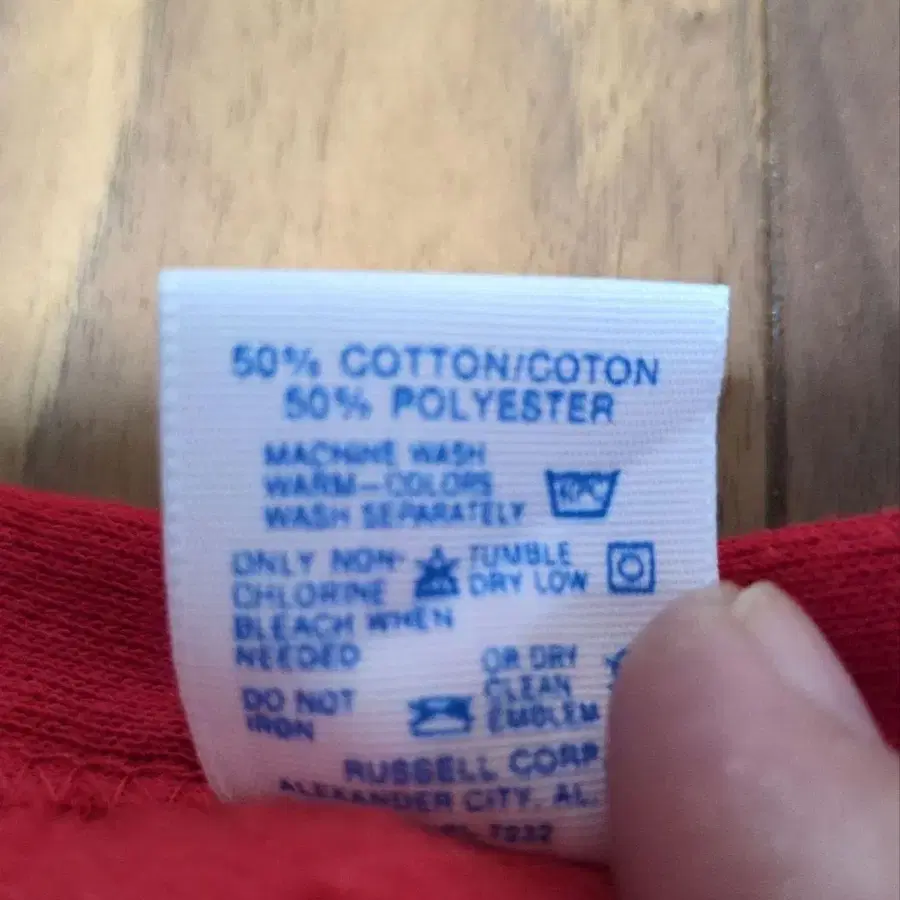 50% COTTON/COTON
50% POLYESTER
MACHINE WASH
WARM—COLORS
WASH SEPARATELY
ONLY NON-
CHLORINE
BLEACH WHEN
NEEDED
TUMBLE
DRY LOW
DO NOT
IRON
OR DRY
CLEAN
EMBLEM
RUSSELL CORP
ALEXANDER CITY, AL.